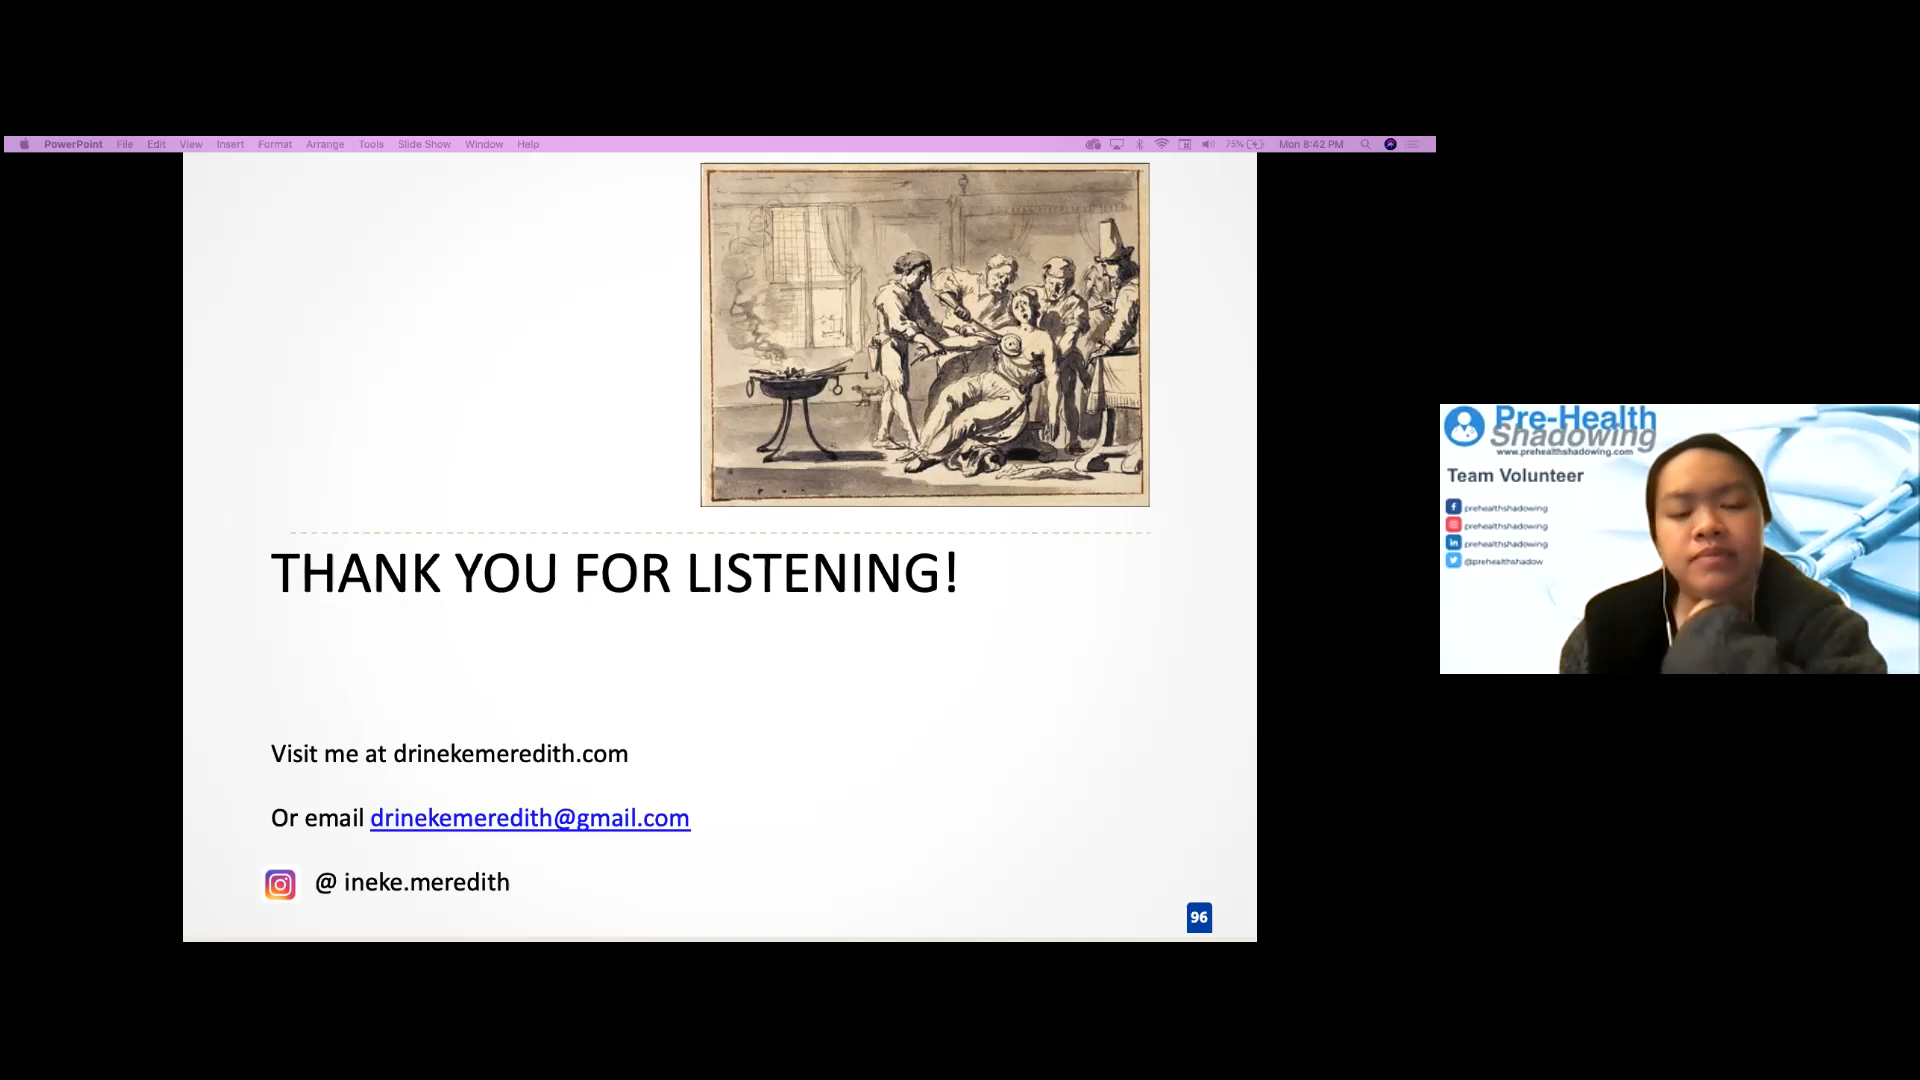 PowerPoint File Edit View Insert Format Arrange Tools Slide Show Window Help 75% Mon 8:42 PM
THANK YOU FOR LISTENING!
Visit me at drinekemeredith.com
Or email drinekemeredith@gmail.com
@ ineke.meredith
96
Pre-Health
Shadowing
www.prehealthshadowing.com
Team Volunteer
prehealthshadowing
prehealthshadowing
prehealthshadowing
@prehealthshadow